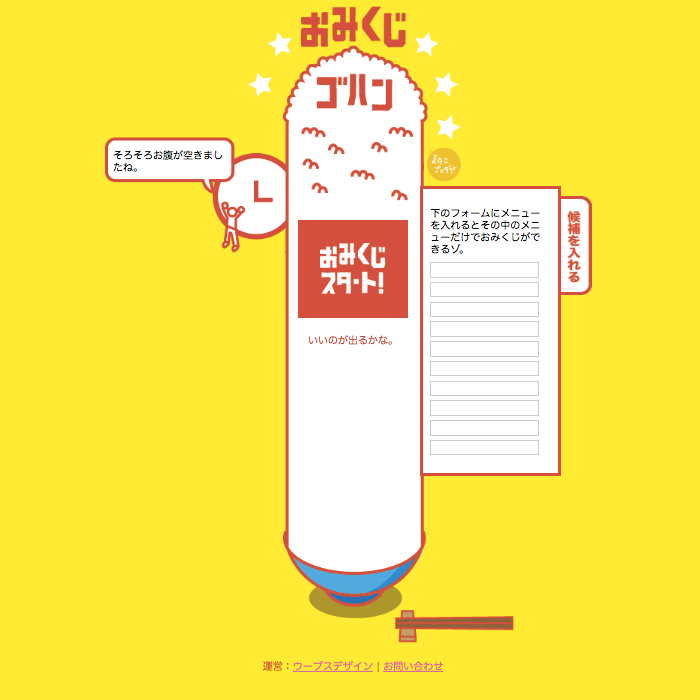 おみくじ
ゴハン
そろそろお腹が空きまし
たね。
下のフォームにメニュー
を入れるとその中のメニ
ューだけでおみくじがで
きるゾ。
候補を入れる
おみくじ
スタート!
いいのが出るかな。
運営：ウープスデザイン | お問い合わせ